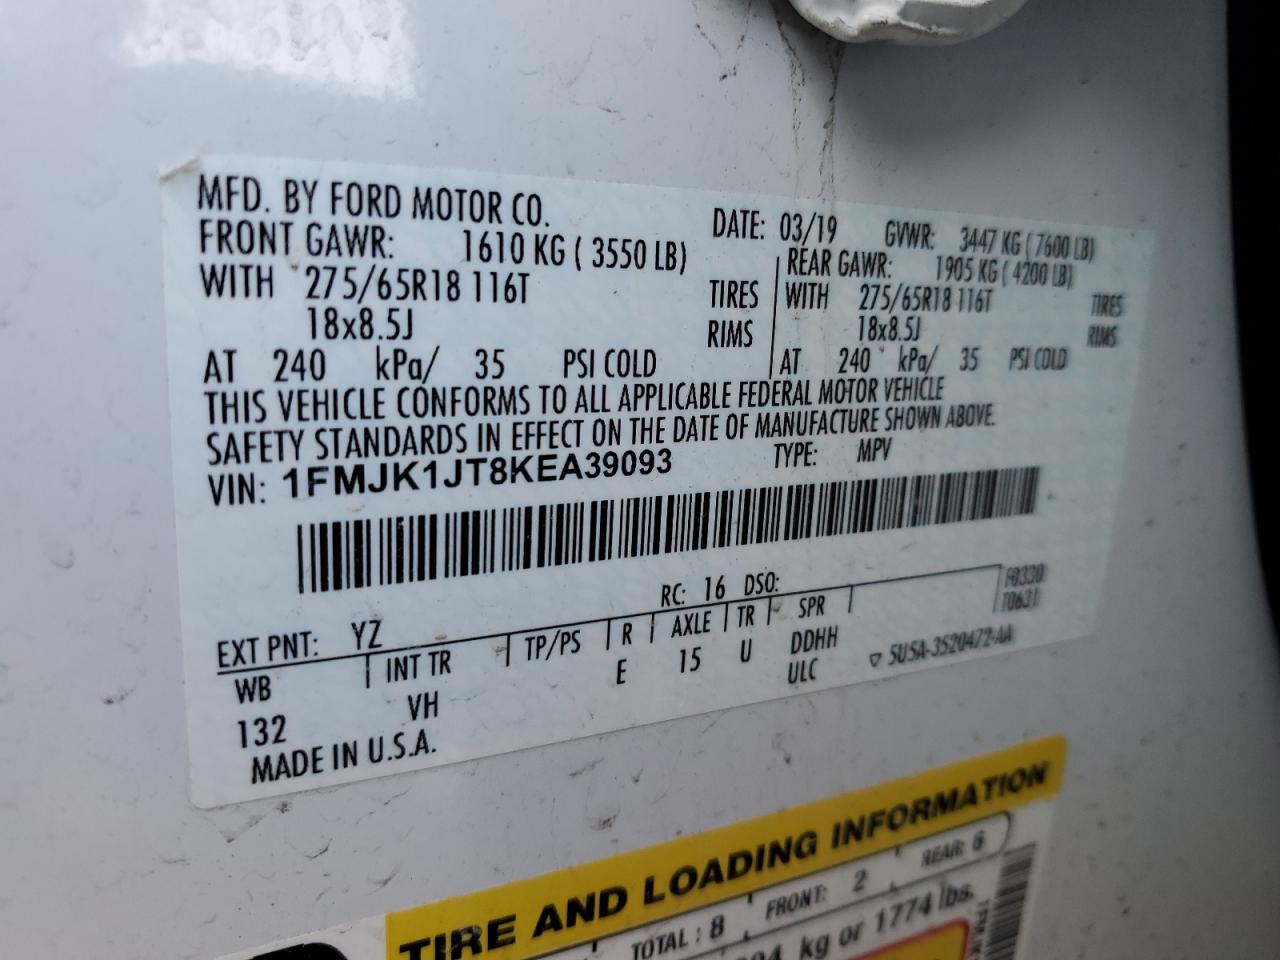 MFD. BY FORD MOTOR CO.
DATE: 03/19 GVWR: 3447 KG ( 7600 LB)
FRONT GAWR: 1610 KG ( 3550 LB)
REAR GAWR: 1905 KG ( 4200 LB)
WITH 275/65R18 116T TIRES
WITH 275/65R18 116T TIRES
18x8.5J RIMS
18x8.5J RIMS
AT 240 kPa/ 35 PSI COLD
AT 240 kPa/ 35 PSI COLD
THIS VEHICLE CONFORMS TO ALL APPLICABLE FEDERAL MOTOR VEHICLE
SAFETY STANDARDS IN EFFECT ON THE DATE OF MANUFACTURE SHOWN ABOVE.
VIN: 1FMJK1JT8KEA39093 TYPE: MPV
F0330
T0631
EXT PNT: YZ RC: 16 DSO:
WB INT TR TP/PS R AXLE TR SPR
132 VH E 15 U DDHH
ULC
▽ 5U5A-3520472-AA
MADE IN U.S.A.
TIRE AND LOADING INFORMATION
TOTAL : 8 FRONT: 2 REAR: 6
kg or 1774 lbs.